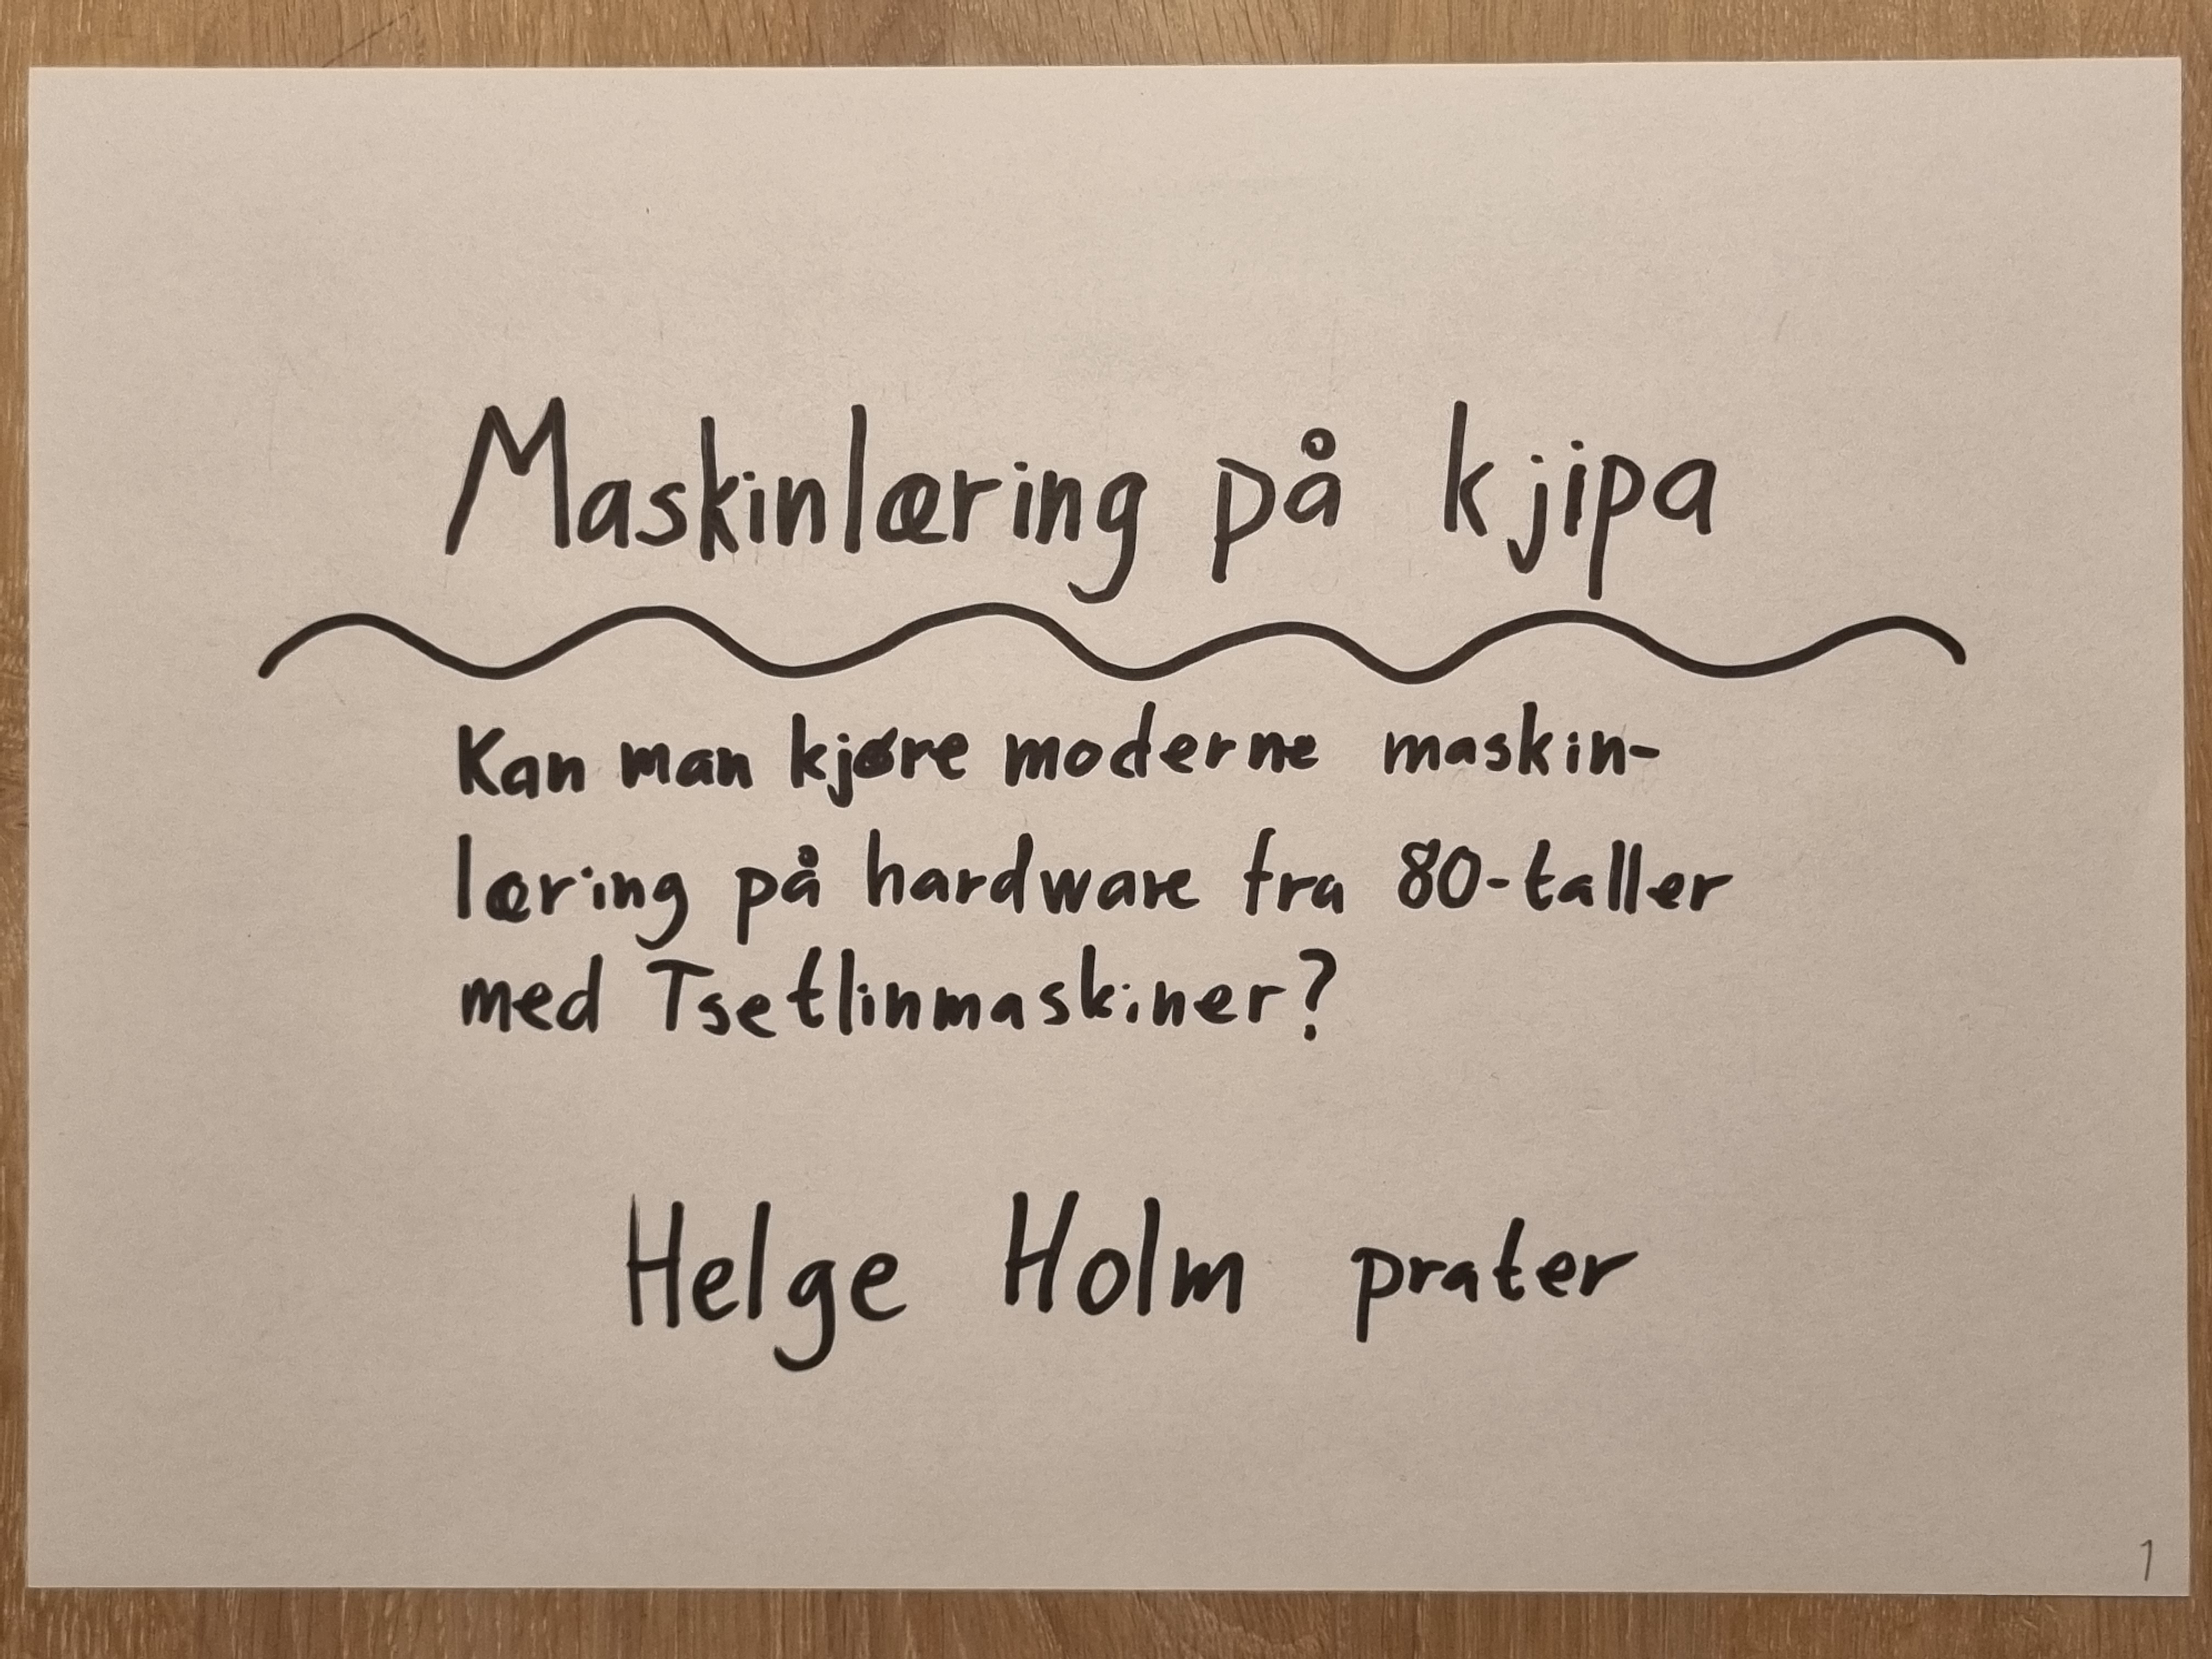 Maskinlæring på kjipa
Kan man kjøre moderne maskin-
læring på hardware fra 80-taller
med Tsetlinmaskiner?
Helge Holm prater
1